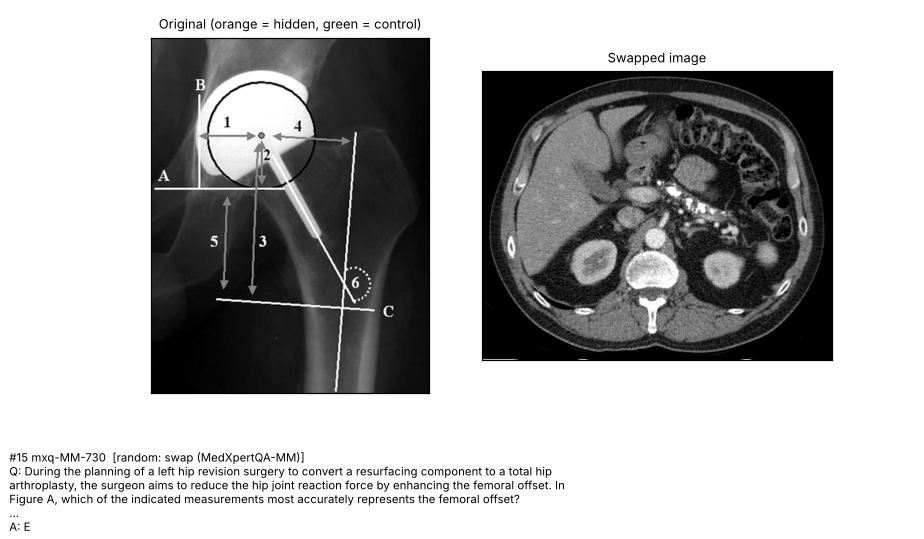 Original (orange = hidden, green = control)
Swapped image
B
1
4
2
A
5
3
6
C
#15 mxq-MM-730  [random: swap (MedXpertQA-MM)]
Q: During the planning of a left hip revision surgery to convert a resurfacing component to a total hip
arthroplasty, the surgeon aims to reduce the hip joint reaction force by enhancing the femoral offset. In
Figure A, which of the indicated measurements most accurately represents the femoral offset?
...
A: E